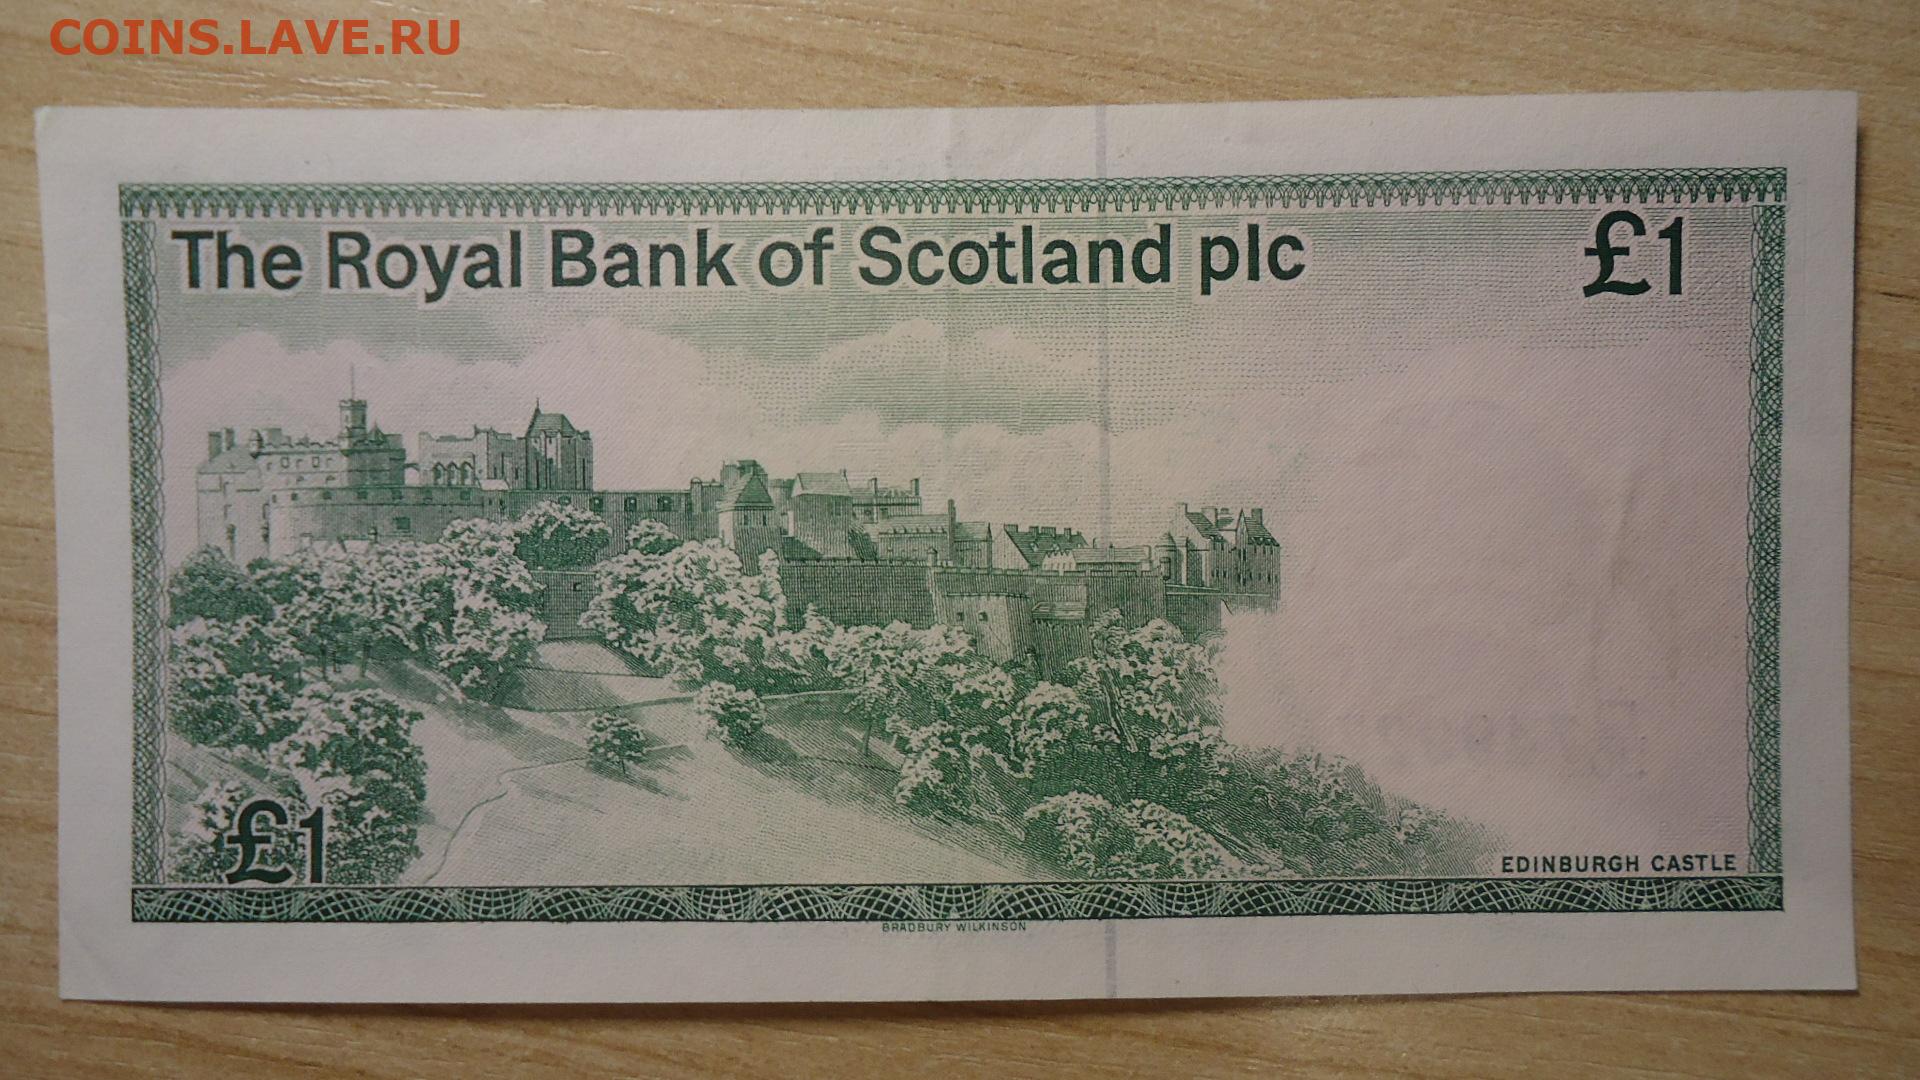 COINS.LAVE.RU
The Royal Bank of Scotland plc £1
£1
EDINBURGH CASTLE
BRADBURY WILKINSON